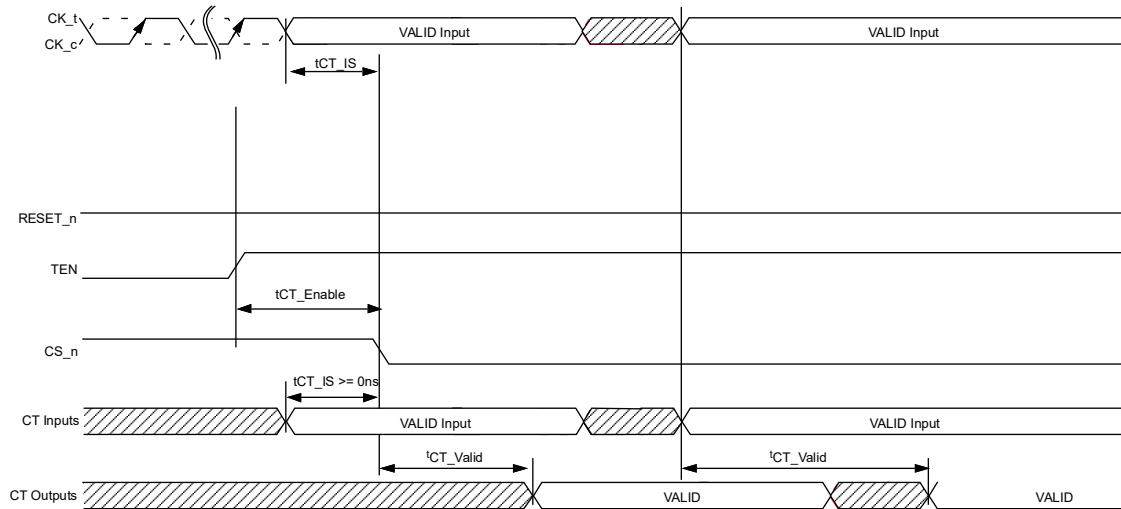 CK_t
CK_c
VALID Input
VALID Input
tCT_IS
RESET_n
TEN
tCT_Enable
CS_n
tCT_IS >= 0ns
CT Inputs
VALID Input
VALID Input
tCT_Valid
tCT_Valid
CT Outputs
VALID
VALID